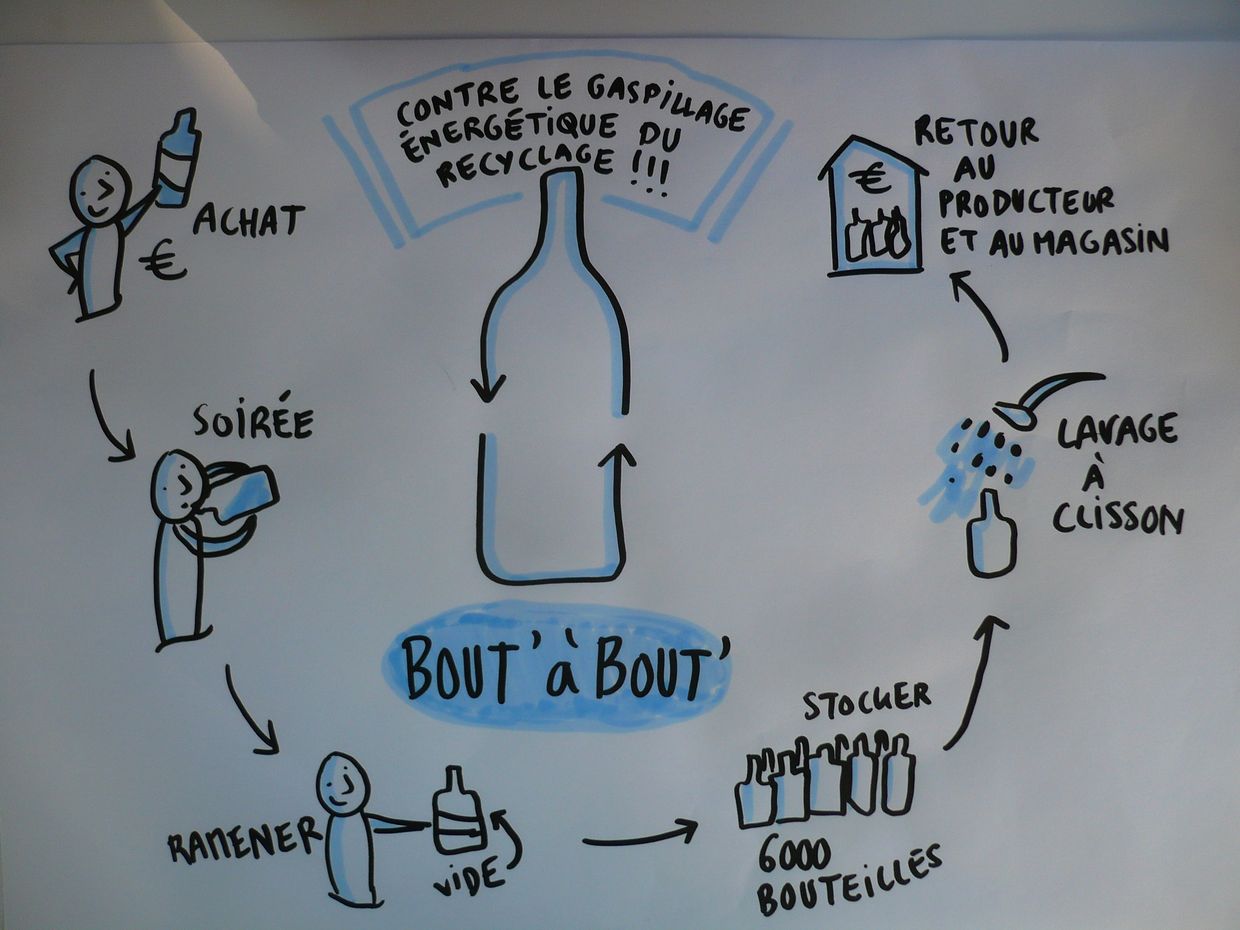 CONTRE LE GASPILLAGE
ÉNERGÉTIQUE DU
RECYCLAGE !!!
ACHAT
€
SOIRÉE
RAMENER
VIDE
STOCKER
6000
BOUTEILLES
LAVAGE
À
CLISSON
RETOUR
AU
PRODUCTEUR
ET AU MAGASIN
€
BOUT' à BOUT'